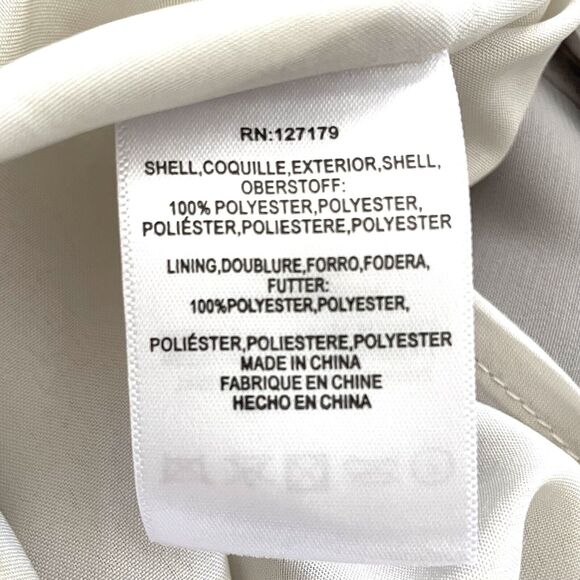 RN:127179
SHELL,COQUILLE,EXTERIOR,SHELL,
OBERSTOFF:
100% POLYESTER,POLYESTER,
POLIÉSTER,POLIESTERE,POLYESTER
LINING,DOUBLURE,FORRO,FODERA,
FUTTER:
100%POLYESTER,POLYESTER,
POLIÉSTER,POLIESTERE,POLYESTER
MADE IN CHINA
FABRIQUE EN CHINE
HECHO EN CHINA